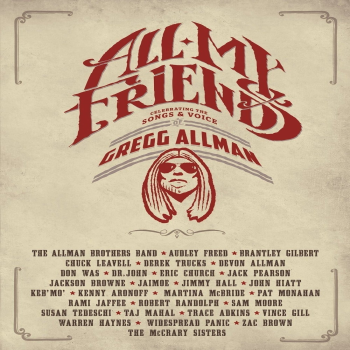 ALL MY
FRIENDS
CELEBRATING THE
SONGS & VOICE
OF
GREGG ALLMAN
THE ALLMAN BROTHERS BAND ★ AUDLEY FREED ★ BRANTLEY GILBERT
CHUCK LEAVELL ★ DEREK TRUCKS ★ DEVON ALLMAN
DON WAS ★ DR. JOHN ★ ERIC CHURCH ★ JACK PEARSON
JACKSON BROWNE ★ JAIMOE ★ JIMMY HALL ★ JOHN HIATT
KEB'MO' ★ KENNY ARONOFF ★ MARTINA McBRIDE ★ PAT MONAHAN
RAMI JAFFEE ★ ROBERT RANDOLPH ★ SAM MOORE
SUSAN TEDESCHI ★ TAJ MAHAL ★ TRACE ADKINS ★ VINCE GILL
WARREN HAYNES ★ WIDESPREAD PANIC ★ ZAC BROWN
THE McCRARY SISTERS